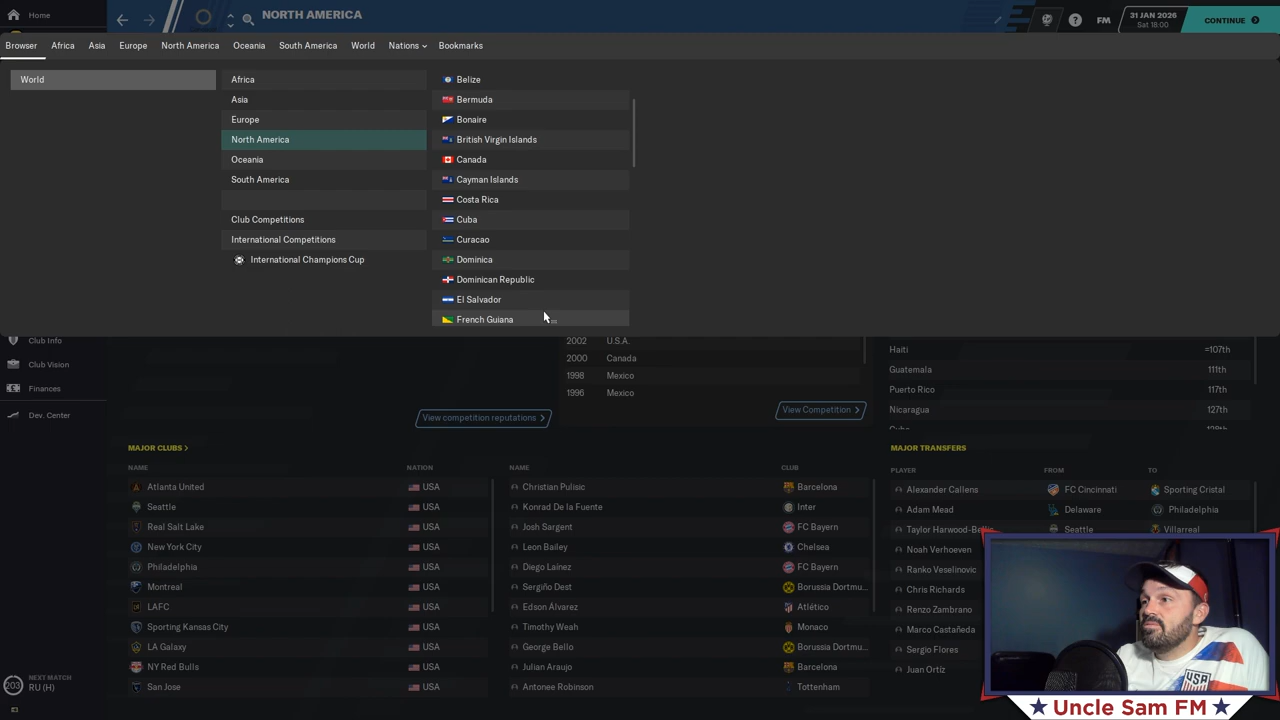 Home
NORTH AMERICA
FM
31 JAN 2026
Sat 18:00
CONTINUE
Browser
Africa
Asia
Europe
North America
Oceania
South America
World
Nations
Bookmarks
World
Africa
Asia
Europe
North America
Oceania
South America
Club Competitions
International Competitions
International Champions Cup
Belize
Bermuda
Bonaire
British Virgin Islands
Canada
Cayman Islands
Costa Rica
Cuba
Curacao
Dominica
Dominican Republic
El Salvador
French Guiana
Club Info
Club Vision
Finances
Dev. Center
2002 U.S.A.
2000 Canada
1998 Mexico
1996 Mexico
View competition reputations
View Competition
Haiti =107th
Guatemala 111th
Puerto Rico 117th
Nicaragua 127th
MAJOR CLUBS
NAME NATION
Atlanta United USA
Seattle USA
Real Salt Lake USA
New York City USA
Philadelphia USA
Montreal USA
LAFC USA
Sporting Kansas City USA
LA Galaxy USA
NY Red Bulls USA
San Jose USA
NAME CLUB
Christian Pulisic Barcelona
Konrad De la Fuente Inter
Josh Sargent FC Bayern
Leon Bailey Chelsea
Diego Laínez FC Bayern
Sergiño Dest Borussia Dortmu...
Edson Álvarez Atlético
Timothy Weah Monaco
George Bello Borussia Dortmu...
Julian Araujo Barcelona
Antonee Robinson Tottenham
MAJOR TRANSFERS
PLAYER FROM TO
Alexander Callens FC Cincinnati Sporting Cristal
Adam Mead Delaware Philadelphia
Taylor Harwood-Bellis Seattle Villarreal
Noah Verhoeven
Ranko Veselinovic
Chris Richards
Renzo Zambrano
Marco Castañeda
Sergio Flores
Juan Ortíz
203
NEXT MATCH
RU (H)
USA
Uncle Sam FM